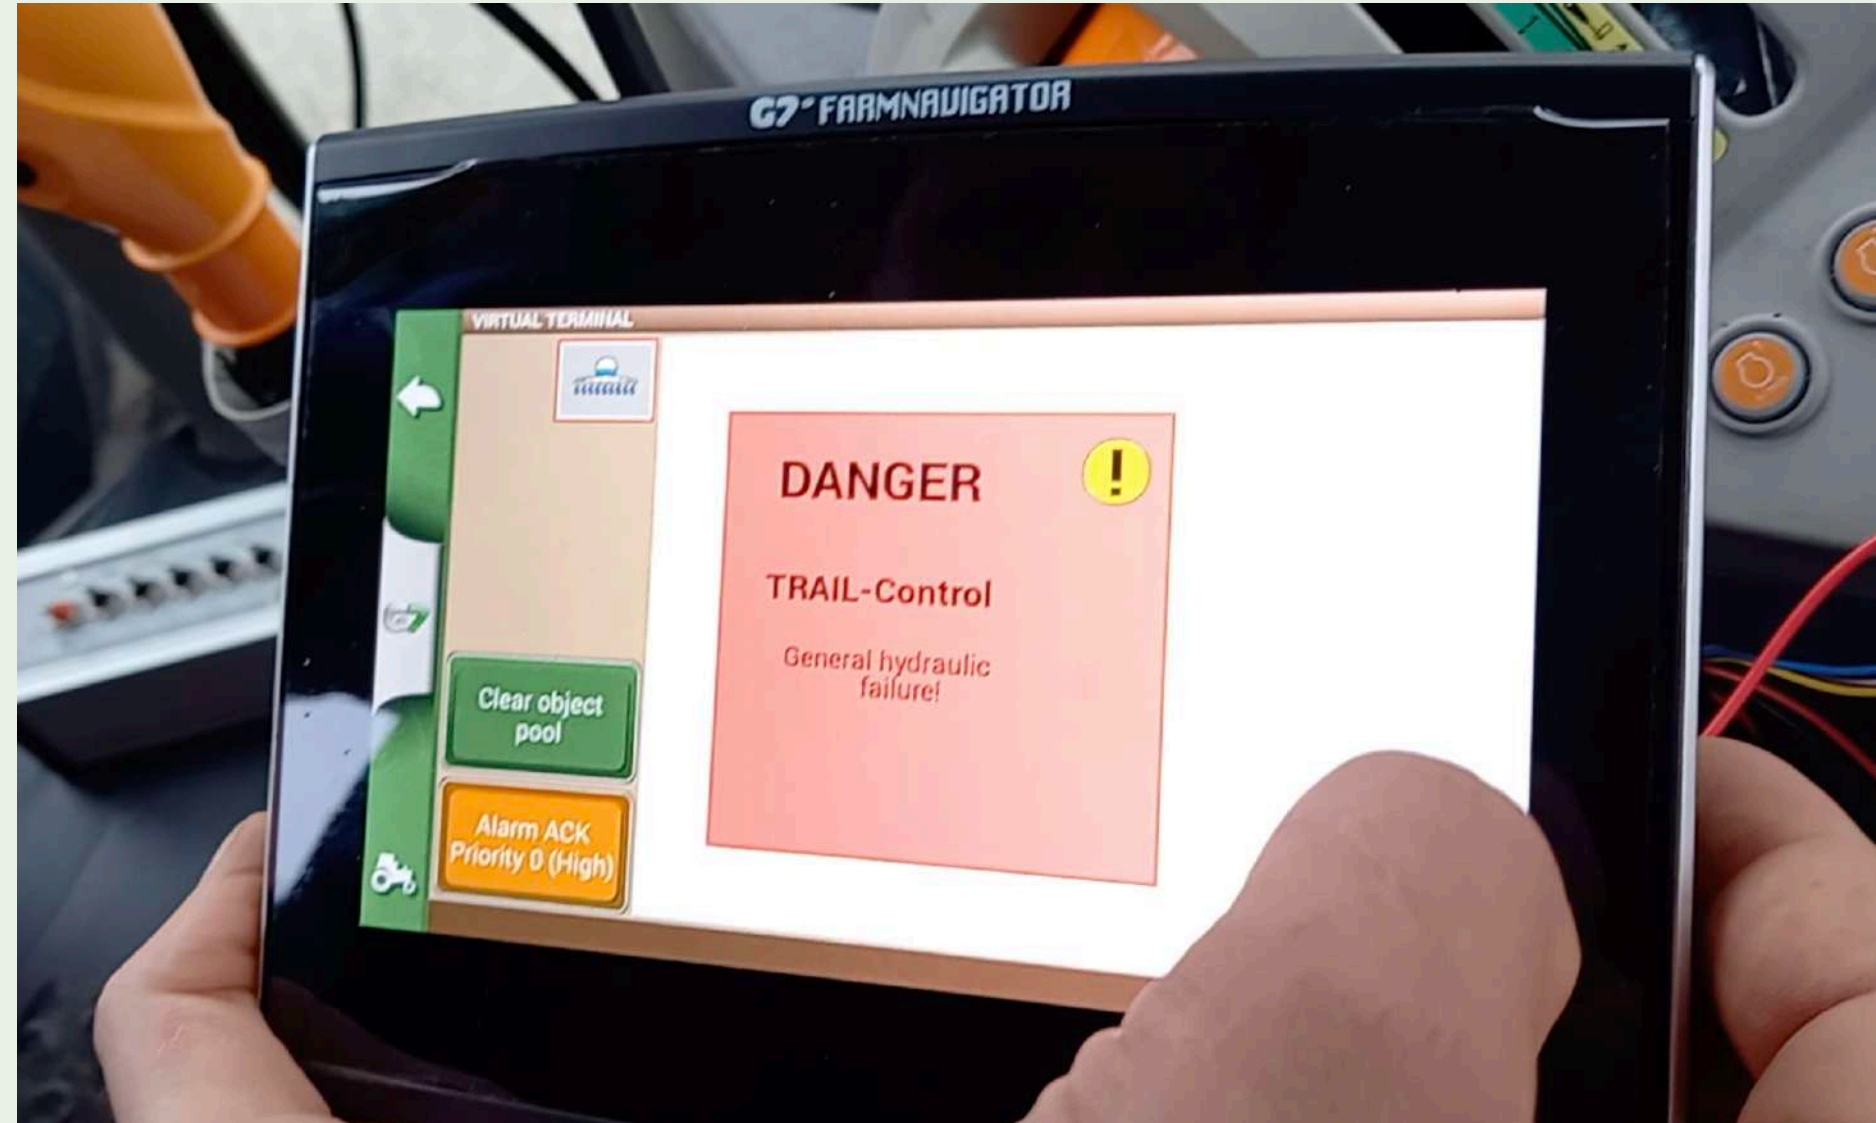 G7 FARMNAVIGATOR
VIRTUAL TERMINAL
DANGER
!
TRAIL-Control
General hydraulic
failure!
Clear object
pool
Alarm ACK
Priority 0 (High)